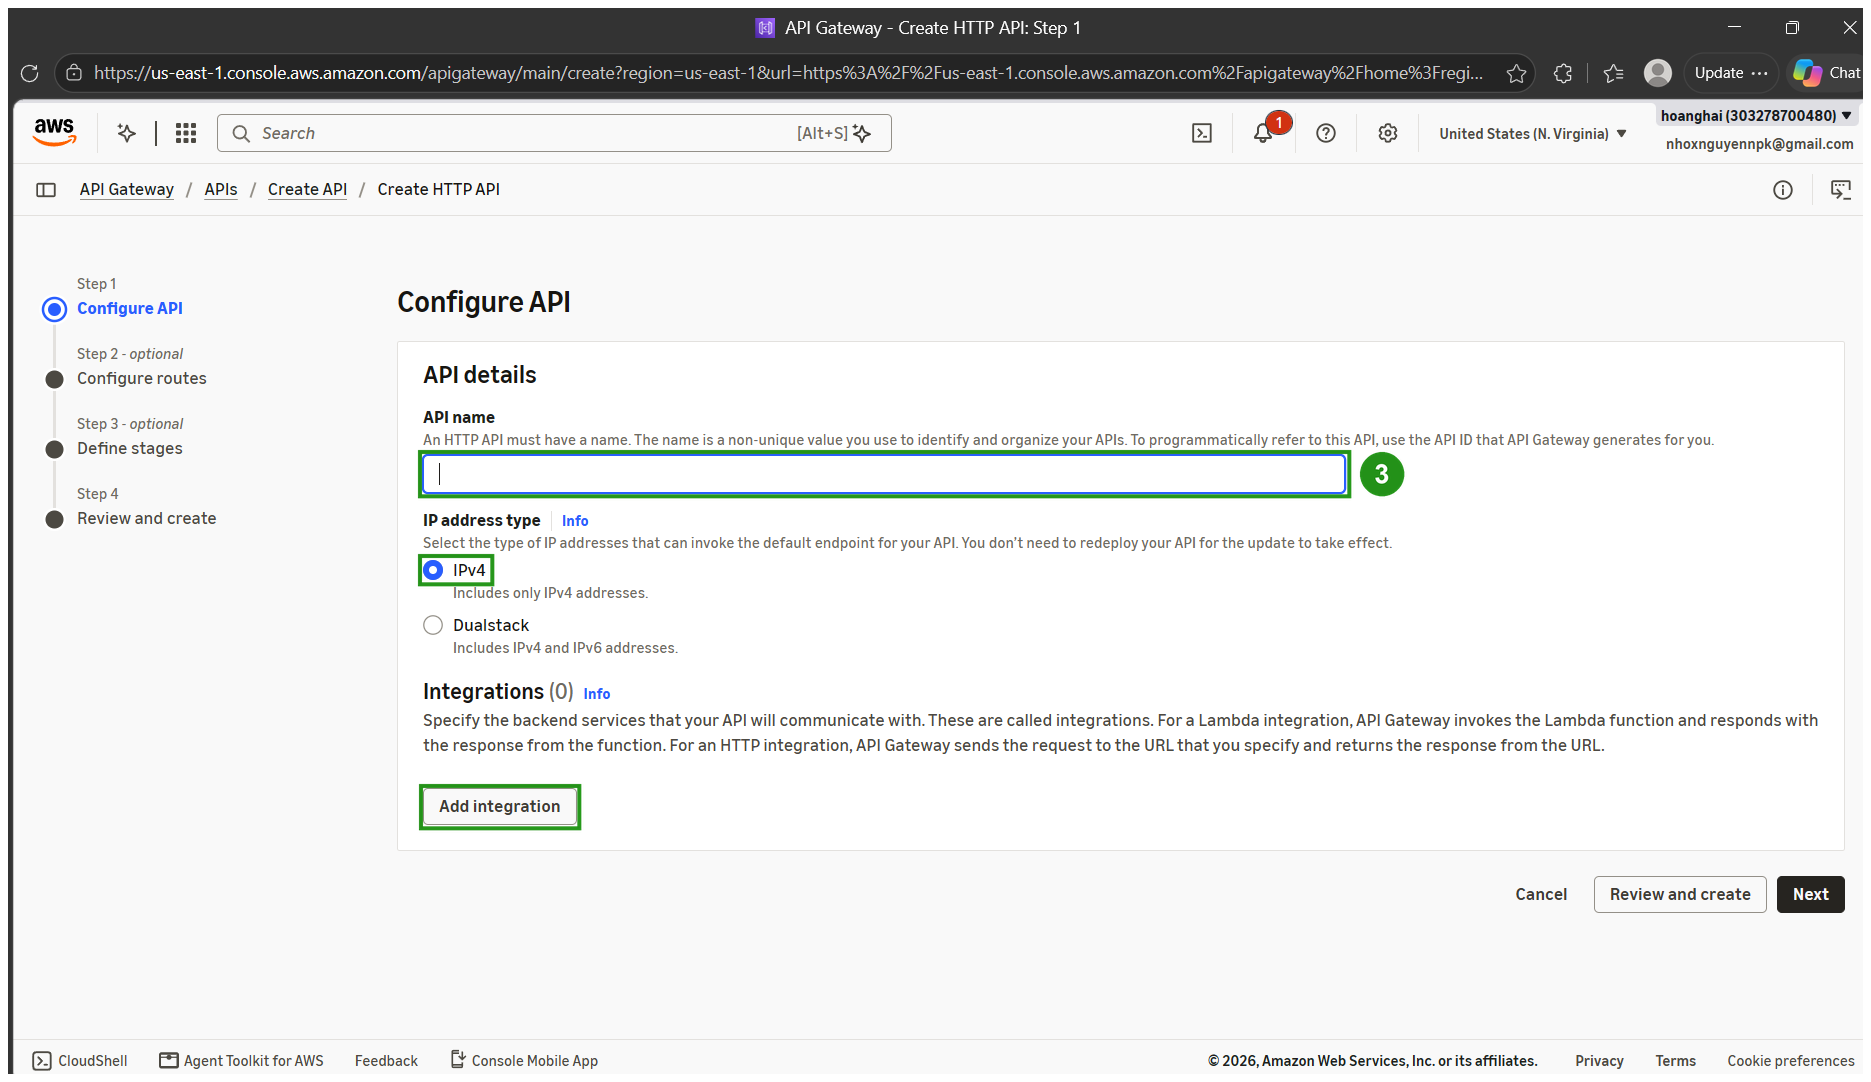 API Gateway - Create HTTP API: Step 1
https://us-east-1.console.aws.amazon.com/apigateway/main/create?region=us-east-1&url=https%3A%2F%2Fus-east-1.console.aws.amazon.com%2Fapigateway%2Fhome%3Fregi...
Update
Chat
aws
Search
[Alt+S]
1
United States (N. Virginia)
hoanghai (303278700480)
nhoxnguyennpk@gmail.com
API Gateway / APIs / Create API / Create HTTP API
Step 1
Configure API
Step 2 - optional
Configure routes
Step 3 - optional
Define stages
Step 4
Review and create
Configure API
API details
API name
An HTTP API must have a name. The name is a non-unique value you use to identify and organize your APIs. To programmatically refer to this API, use the API ID that API Gateway generates for you.
3
IP address type Info
Select the type of IP addresses that can invoke the default endpoint for your API. You don't need to redeploy your API for the update to take effect.
IPv4
Includes only IPv4 addresses.
Dualstack
Includes IPv4 and IPv6 addresses.
Integrations (0) Info
Specify the backend services that your API will communicate with. These are called integrations. For a Lambda integration, API Gateway invokes the Lambda function and responds with
the response from the function. For an HTTP integration, API Gateway sends the request to the URL that you specify and returns the response from the URL.
Add integration
Cancel
Review and create
Next
CloudShell
Agent Toolkit for AWS
Feedback
Console Mobile App
© 2026, Amazon Web Services, Inc. or its affiliates.
Privacy
Terms
Cookie preferences